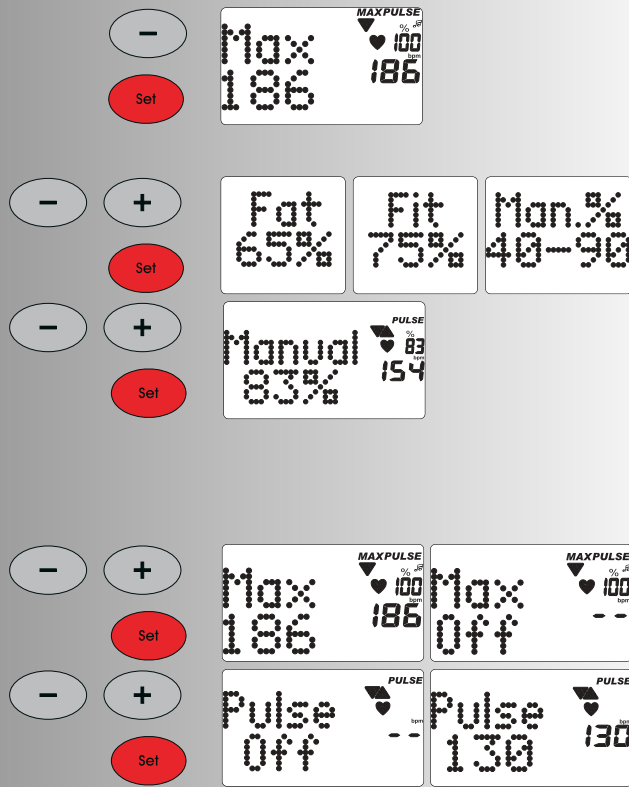 −
MAXPULSE
Max
% 100
bpm
186
186
Set
− +
Fat
65%
Fit
75%
Man.%
40-90
Set
− +
PULSE
Manual
% 83
bpm
83%
154
Set
− +
MAXPULSE
Max
% 100
bpm
186
186
MAXPULSE
Max
% 100
bpm
Off
--
Set
− +
PULSE
Pulse
bpm
Off
--
PULSE
Pulse
bpm
130
130
Set